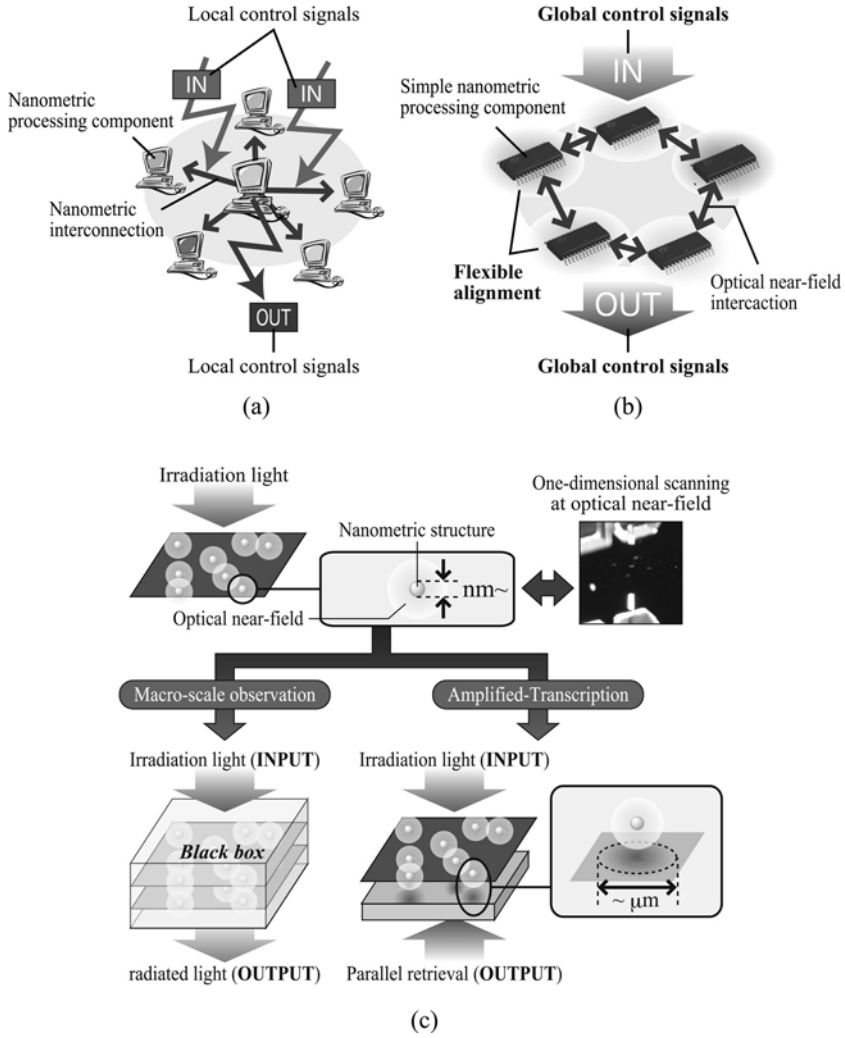 Local control signals
IN
IN
Nanometric
processing component
Nanometric
interconnection
OUT
Local control signals
(a)
Global control signals
IN
Simple nanometric
processing component
Flexible
alignment
Optical near-field
intercaction
OUT
Global control signals
(b)
Irradiation light
Nanometric structure
nm~
Optical near-field
One-dimensional scanning
at optical near-field
Macro-scale observation
Amplified-Transcription
Irradiation light (INPUT)
Black box
radiated light (OUTPUT)
Irradiation light (INPUT)
~ μm
Parallel retrieval (OUTPUT)
(c)